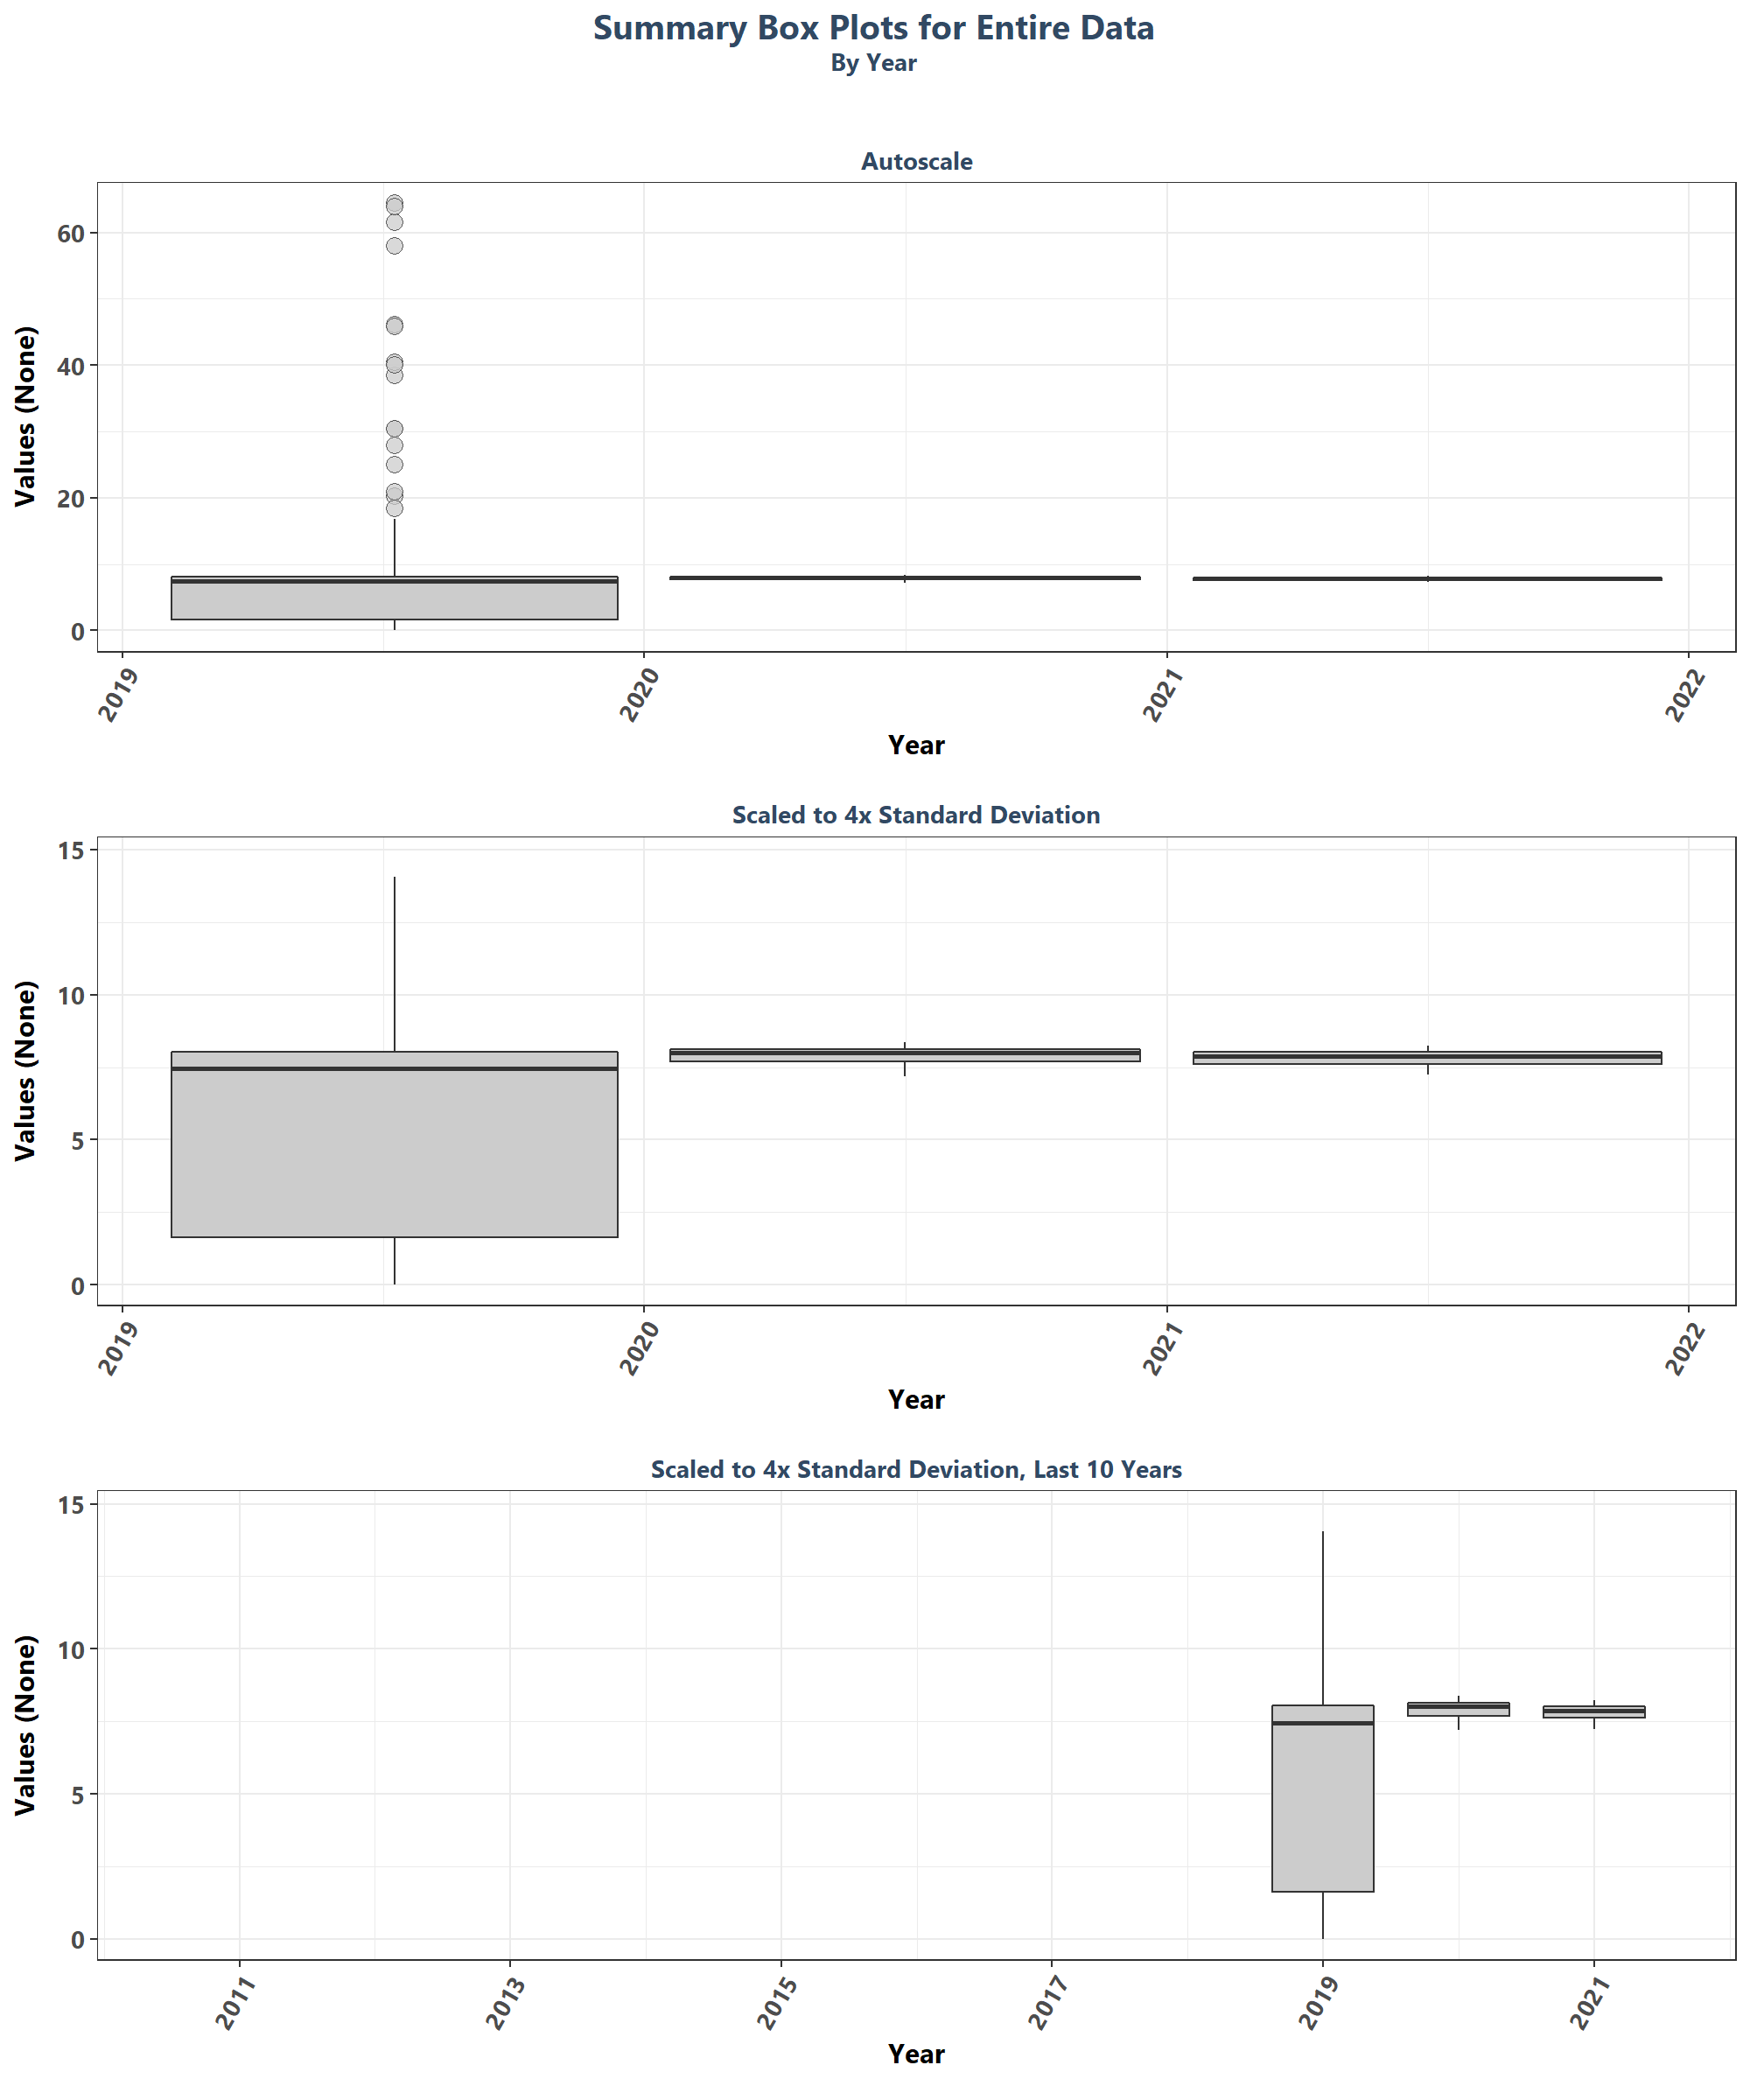 Summary Box Plots for Entire Data
By Year
Autoscale
Values (None)
60
40
20
0
2019 2020 2021 2022
Year
Scaled to 4x Standard Deviation
Values (None)
15
10
5
0
2019 2020 2021 2022
Year
Scaled to 4x Standard Deviation, Last 10 Years
Values (None)
15
10
5
0
2011 2013 2015 2017 2019 2021
Year